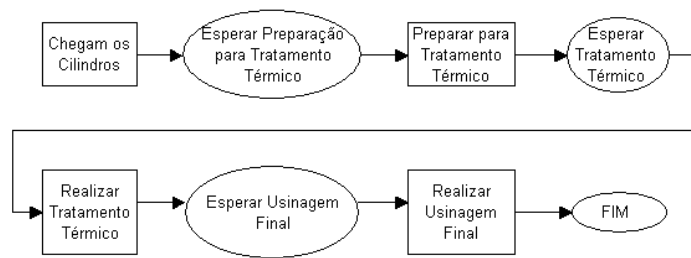 Chegam os
Cilindros
Esperar Preparação
para Tratamento
Térmico
Preparar para
Tratamento
Térmico
Esperar
Tratamento
Térmico
Realizar
Tratamento
Térmico
Esperar Usinagem
Final
Realizar
Usinagem
Final
FIM